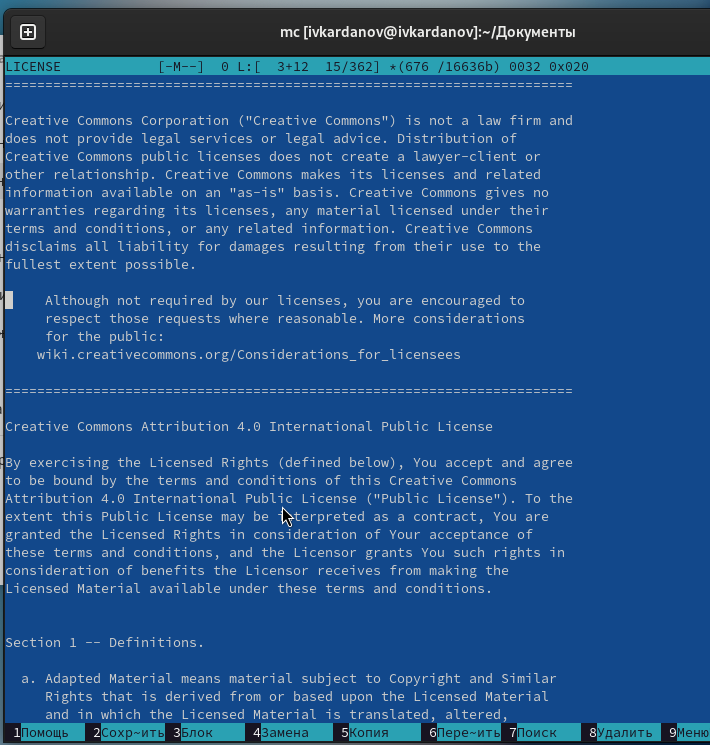 mc [ivkardanov@ivkardanov]:~/Документы
LICENSE            [-M--]  0 L:[  3+12  15/362] *(676 /16636b) 0032 0x020
=======================================================================
Creative Commons Corporation ("Creative Commons") is not a law firm and
does not provide legal services or legal advice. Distribution of
Creative Commons public licenses does not create a lawyer-client or
other relationship. Creative Commons makes its licenses and related
information available on an "as-is" basis. Creative Commons gives no
warranties regarding its licenses, any material licensed under their
terms and conditions, or any related information. Creative Commons
disclaims all liability for damages resulting from their use to the
fullest extent possible.
     Although not required by our licenses, you are encouraged to
     respect those requests where reasonable. More considerations
     for the public:
    wiki.creativecommons.org/Considerations_for_licensees
=======================================================================
Creative Commons Attribution 4.0 International Public License
By exercising the Licensed Rights (defined below), You accept and agree
to be bound by the terms and conditions of this Creative Commons
Attribution 4.0 International Public License ("Public License"). To the
extent this Public License may be interpreted as a contract, You are
granted the Licensed Rights in consideration of Your acceptance of
these terms and conditions, and the Licensor grants You such rights in
consideration of benefits the Licensor receives from making the
Licensed Material available under these terms and conditions.
Section 1 -- Definitions.
  a. Adapted Material means material subject to Copyright and Similar
     Rights that is derived from or based upon the Licensed Material
     and in which the Licensed Material is translated, altered,
1Помощь 2Сохр~ить 3Блок 4Замена 5Копия 6Пере~ить 7Поиск 8Удалить 9Меню